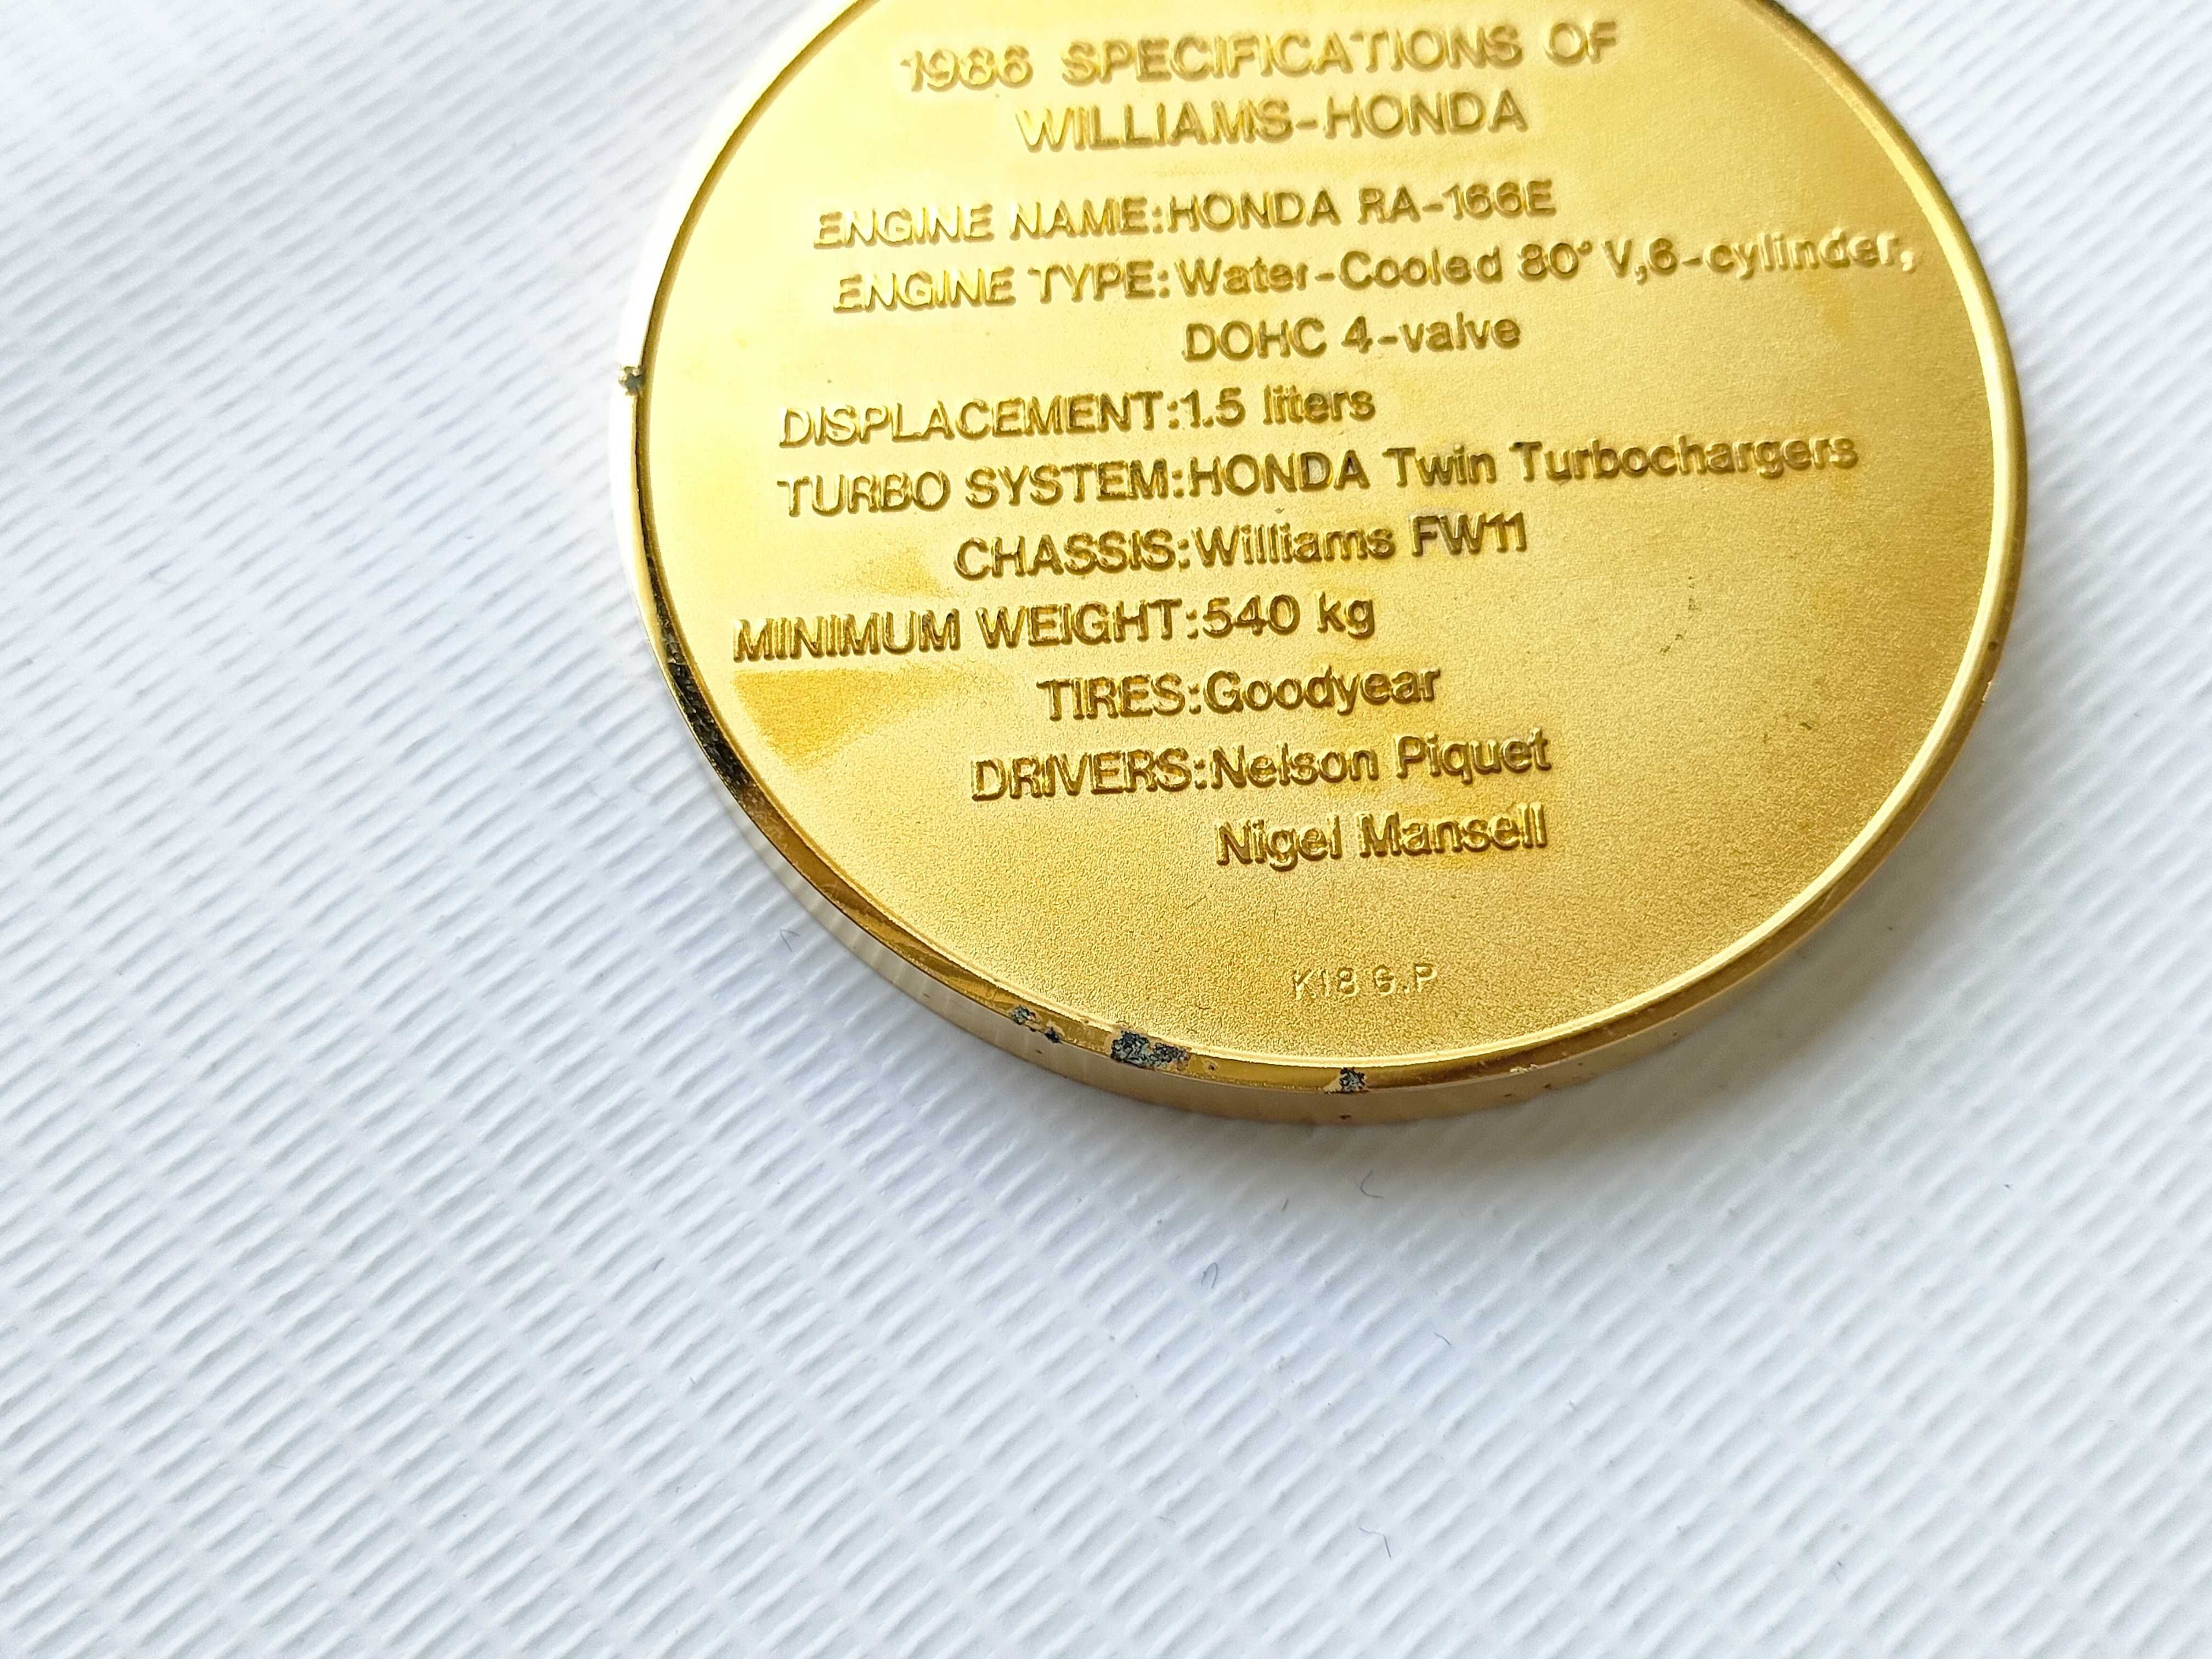 1986 SPECIFICATIONS OF
WILLIAMS-HONDA
ENGINE NAME:HONDA RA-166E
ENGINE TYPE:Water-Cooled 80° V,6-cylinder,
DOHC 4-valve
DISPLACEMENT:1.5 liters
TURBO SYSTEM:HONDA Twin Turbochargers
CHASSIS:Williams FW11
MINIMUM WEIGHT:540 kg
TIRES:Goodyear
DRIVERS:Nelson Piquet
Nigel Mansell
K18 G.P